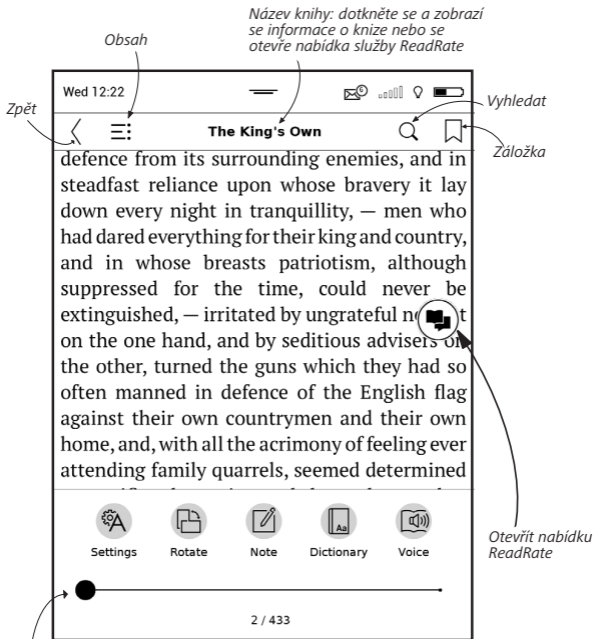 Název knihy: dotkněte se a zobrazí
se informace o knize nebo se
otevře nabídka služby ReadRate
Obsah
Wed 12:22
6
Zpět
Vyhledat
The King's Own
Záložka
defence from its surrounding enemies, and in
steadfast reliance upon whose bravery it lay
down every night in tranquillity, — men who
had dared everything for their king and country,
and in whose breasts patriotism, although
suppressed for the time, could never be
extinguished, — irritated by ungrateful
on the one hand, and by seditious advisers on
the other, turned the guns which they had so
often manned in defence of the English flag
against their own countrymen and their own
home, and, with all the acrimony of feeling ever
attending family quarrels, seemed determined
Aa
Settings
Rotate
Note
Dictionary
Voice
Otevřít nabídku
ReadRate
2 / 433